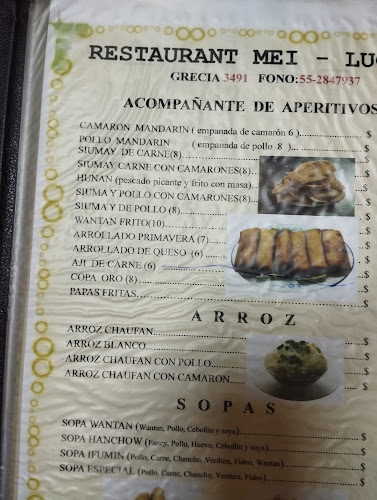 RESTAURANT MEI - LU
GRECIA 3491 FONO:55-2847937
ACOMPAÑANTE DE APERITIVOS
CAMARON MANDARIN ( empanada de camarón 6 )............ $
POLLO MANDARIN (empanada de pollo 8 )............ $
SIUMAY DE CARNE(8)............ $
SIUMAY CARNE CON CAMARONES(8)
HUNAN (pescado picante y frito con masa)
SIUMA Y POLLO CON CAMARONES(8)
SIUMA Y DE POLLO (8)
WANTAN FRITO(10)
ARROLLADO PRIMAVERA (7)
ARROLLADO DE QUESO (6)
AJI DE CARNE (6)
COPA ORO (8)
PAPAS FRITAS............ $
ARROZ
ARROZ CHAUFAN............ $
ARROZ BLANCO............ $
ARROZ CHAUFAN CON POLLO............ $
ARROZ CHAUFAN CON CAMARON............ $
SOPAS
SOPA WANTAN (Wantan, Pollo, Cebollin y soya)............ $
SOPA HANCHOW (Fancy, Pollo, Huevo, Cebollin y soya)............ $
SOPA IFUMIN (Pollo, Carne, Chancho, Verdura, Fideo, Wantan)............ $
SOPA ESPECIAL (Pollo, Carne, Chancho, Verdura, Fideo)............ $